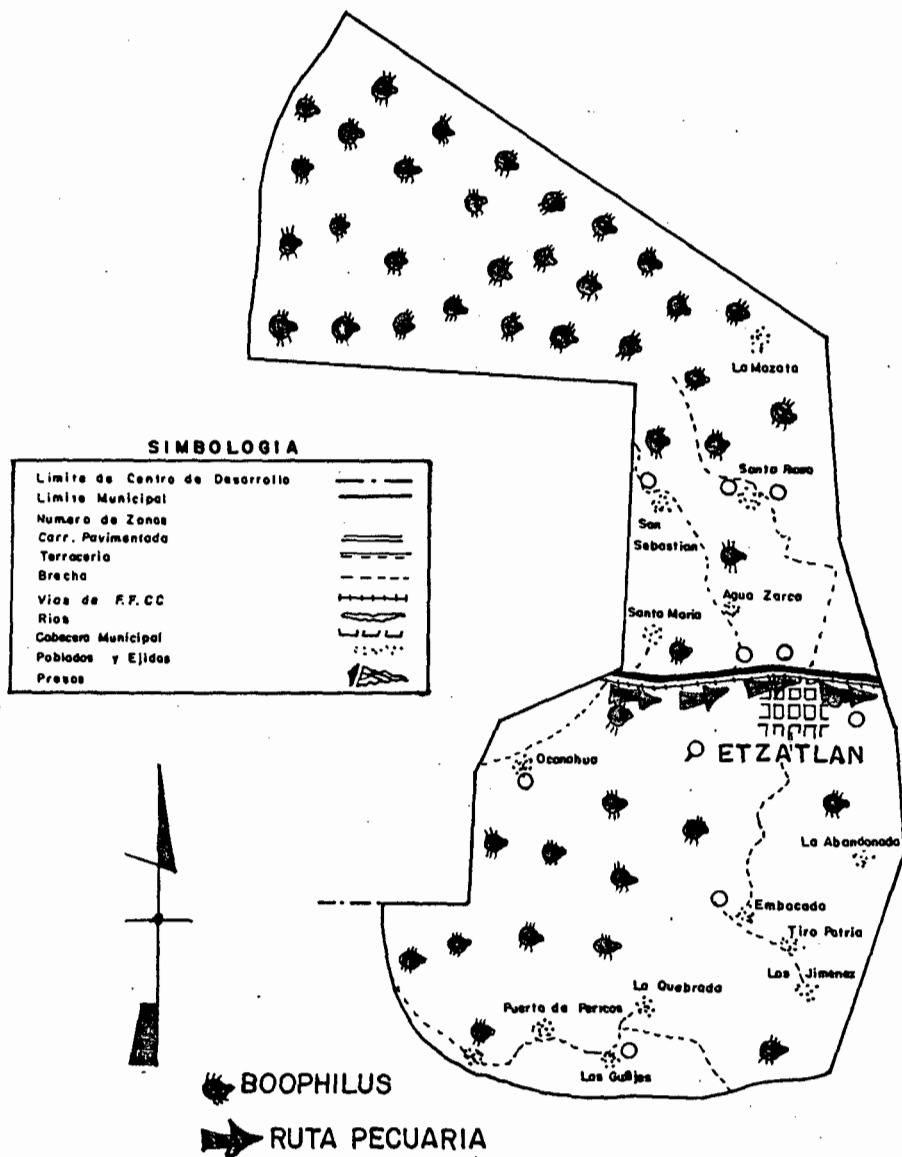 La Mazata
SIMBOLOGIA
Limite de Centro de Desarrollo
Limite Municipal
Numero de Zonas
Carr. Pavimentada
Terraceria
Brecha
Vias de F.F.CC
Rios
Cabecera Municipal
Poblados y Ejidos
Presas
Santa Rosa
San
Sebastian
Agua Zarca
Santa Maria
ETZATLAN
Oconahua
La Abandonada
Embocada
Tiro Patria
Los Jimenez
La Quebrada
Puerta de Pericos
Los Guajes
BOOPHILUS
RUTA PECUARIA